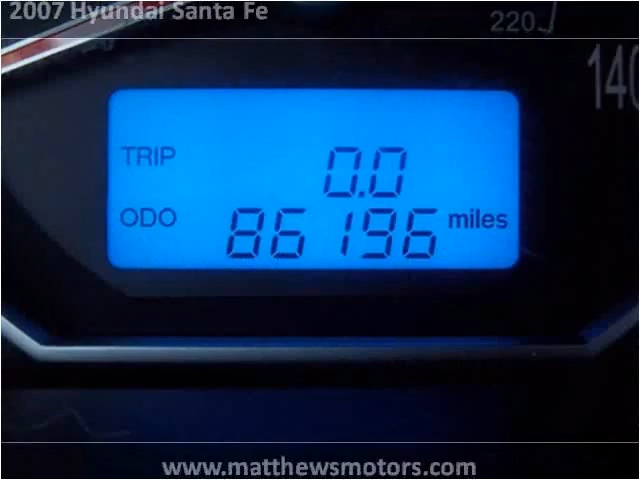 2007 Hyundai Santa Fe
220
140
TRIP 0.0
ODO 86196 miles
www.matthewsmotors.com